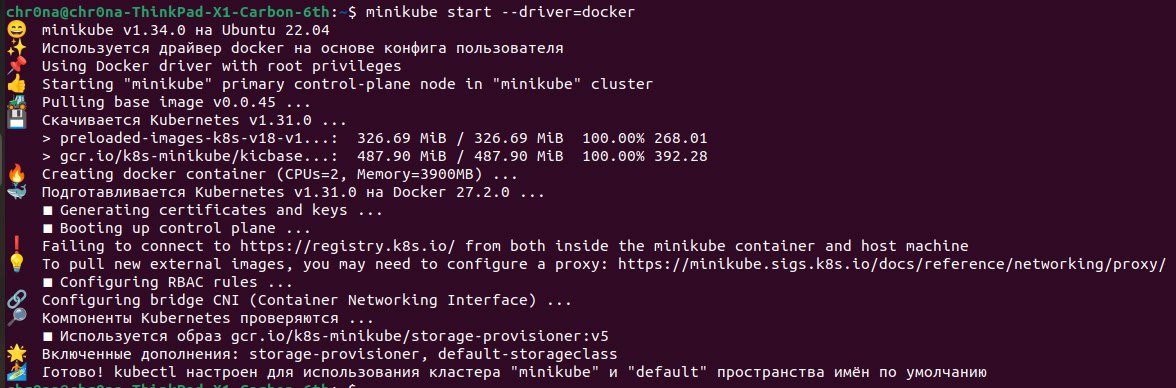 chr0na@chr0na-ThinkPad-X1-Carbon-6th:~$ minikube start --driver=docker
😄 minikube v1.34.0 на Ubuntu 22.04
✨ Используется драйвер docker на основе конфига пользователя
📌 Using Docker driver with root privileges
👍 Starting "minikube" primary control-plane node in "minikube" cluster
🚜 Pulling base image v0.0.45 ...
💾 Скачивается Kubernetes v1.31.0 ...
> preloaded-images-k8s-v18-v1...: 326.69 MiB / 326.69 MiB 100.00% 268.01
> gcr.io/k8s-minikube/kicbase...: 487.90 MiB / 487.90 MiB 100.00% 392.28
🔥 Creating docker container (CPUs=2, Memory=3900MB) ...
🐳 Подготавливается Kubernetes v1.31.0 на Docker 27.2.0 ...
■ Generating certificates and keys ...
■ Booting up control plane ...
❗ Failing to connect to https://registry.k8s.io/ from both inside the minikube container and host machine
💡 To pull new external images, you may need to configure a proxy: https://minikube.sigs.k8s.io/docs/reference/networking/proxy/
■ Configuring RBAC rules ...
🔗 Configuring bridge CNI (Container Networking Interface) ...
🔎 Компоненты Kubernetes проверяются ...
■ Используется образ gcr.io/k8s-minikube/storage-provisioner:v5
🌟 Включенные дополнения: storage-provisioner, default-storageclass
🏄 Готово! kubectl настроен для использования кластера "minikube" и "default" пространства имён по умолчанию
chr0na@chr0na-ThinkPad-X1-Carbon-6th:~$